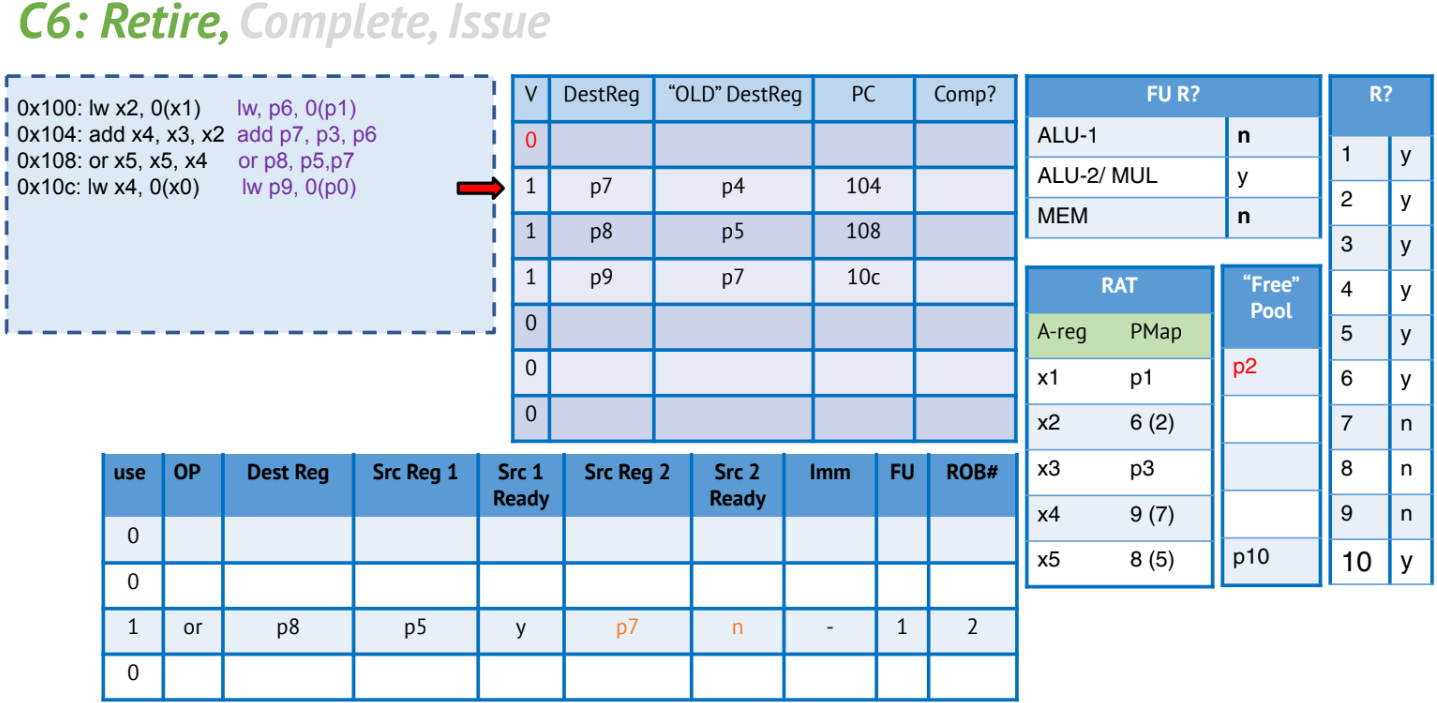 C6: Retire, Complete, Issue
0x100: lw x2, 0(x1) lw, p6, 0(p1)
0x104: add x4, x3, x2 add p7, p3, p6
0x108: or x5, x5, x4 or p8, p5,p7
0x10c: lw x4, 0(x0) lw p9, 0(p0)
V DestReg “OLD” DestReg PC Comp?
0
1 p7 p4 104
1 p8 p5 108
1 p9 p7 10c
0
0
0
FU R?
ALU-1 n
ALU-2/ MUL y
MEM n
RAT
A-reg PMap
x1 p1
x2 6 (2)
x3 p3
x4 9 (7)
x5 8 (5)
“Free”
Pool
p2
p10
R?
1 y
2 y
3 y
4 y
5 y
6 y
7 n
8 n
9 n
10 y
use OP Dest Reg Src Reg 1 Src 1 Ready Src Reg 2 Src 2 Ready Imm FU ROB#
0
0
1 or p8 p5 y p7 n - 1 2
0